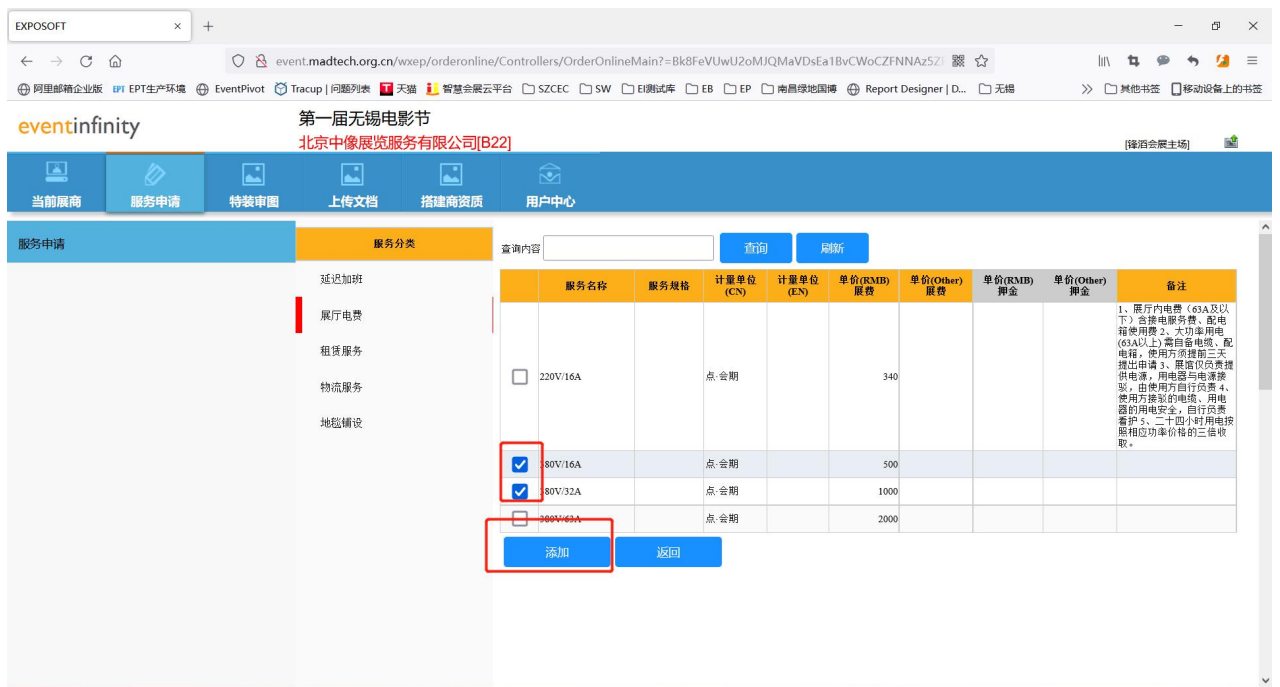 EXPOSOFT
event.madtech.org.cn/wxep/orderonline/Controllers/OrderOnlineMain?=Bk8FeVUwU2oMJQMaVDsEa1BvCWoCZFNNAz5Z
阿里邮箱企业版 EPT EPT生产环境 EventPivot Tracup | 问题列表 天猫 智慧会展云平台 SZCEC SW EI测试库 EB EP 南昌绿地国博 Report Designer | D... 无锡 其他书签 移动设备上的书签
eventinfinity
第一届无锡电影节
北京中像展览服务有限公司[B22]
[锋滔会展主场]
当前展商 服务申请 特装审图 上传文档 搭建商资质 用户中心
服务申请
服务分类
延迟加班
展厅电费
租赁服务
物流服务
地毯铺设
查询内容 查询 刷新
服务名称 服务规格 计量单位(CN) 计量单位(EN) 单价(RMB)展费 单价(Other)展费 单价(RMB)押金 单价(Other)押金 备注
220V/16A 点·会期 340
1、展厅内电费（63A及以
下）含接电服务费、配电
箱使用费 2、大功率用电
(63A以上) 需自备电缆、配
电箱，使用方须提前三天
提出申请 3、展馆仅负责提
供电源，用电器与电源接
驳，由使用方自行负责 4、
使用方接驳的电缆、用电
器的用电安全，自行负责
看护 5、二十四小时用电按
照相应功率价格的三倍收
取。
380V/16A 点·会期 500
380V/32A 点·会期 1000
380V/63A 点·会期 2000
添加 返回